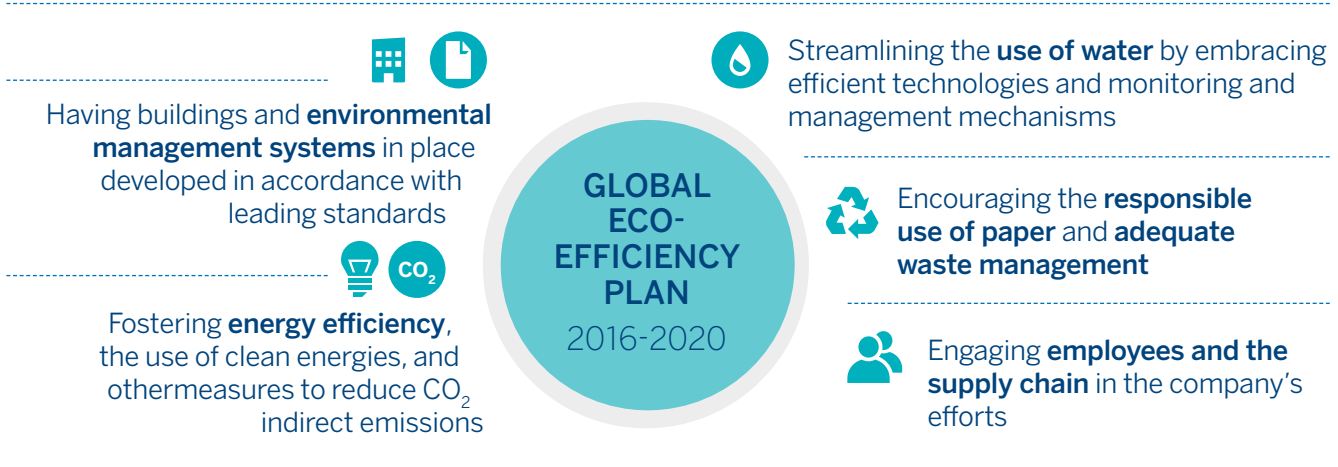 Having buildings and environmental
management systems in place
developed in accordance with
leading standards
CO₂
Fostering energy efficiency,
the use of clean energies, and
othermeasures to reduce CO₂
indirect emissions
GLOBAL
ECO-
EFFICIENCY
PLAN
2016-2020
Streamlining the use of water by embracing
efficient technologies and monitoring and
management mechanisms
Encouraging the responsible
use of paper and adequate
waste management
Engaging employees and the
supply chain in the company's
efforts